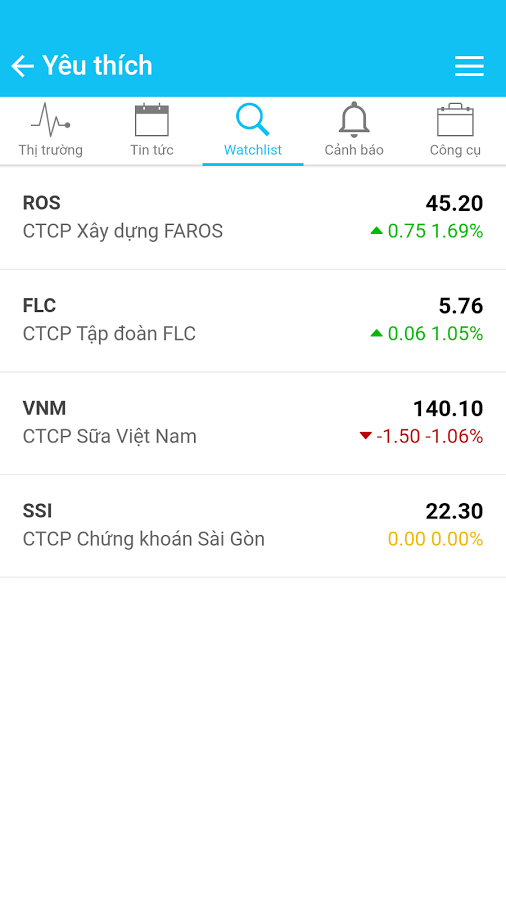 Yêu thích
Thị trường
Tin tức
Watchlist
Cảnh báo
Công cụ
ROS
45.20
CTCP Xây dựng FAROS
0.75 1.69%
FLC
5.76
CTCP Tập đoàn FLC
0.06 1.05%
VNM
140.10
CTCP Sữa Việt Nam
-1.50 -1.06%
SSI
22.30
CTCP Chứng khoán Sài Gòn
0.00 0.00%